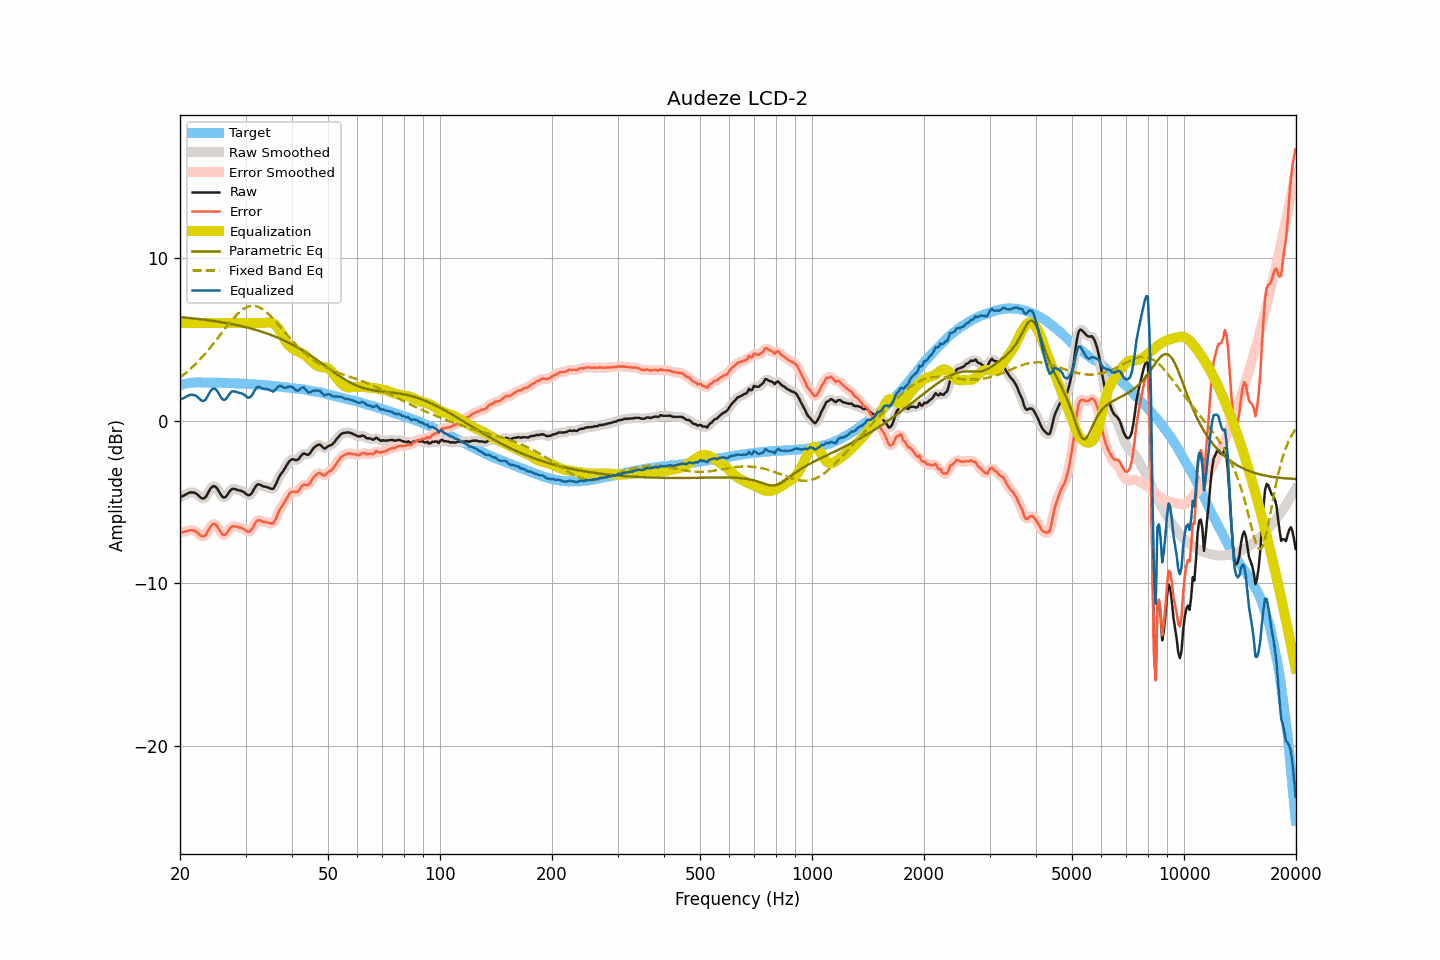 Audeze LCD-2
Target
Raw Smoothed
Error Smoothed
Raw
Error
Equalization
Parametric Eq
Fixed Band Eq
Equalized
10
0
−10
−20
Amplitude (dBr)
20 50 100 200 500 1000 2000 5000 10000 20000
Frequency (Hz)